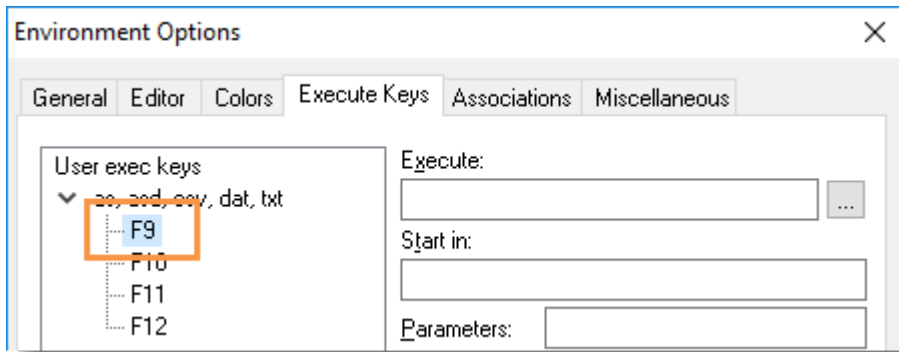 Environment Options
General Editor Colors Execute Keys Associations Miscellaneous
User exec keys
dat, txt
F9
F10
F11
F12
Execute:
...
Start in:
Parameters: